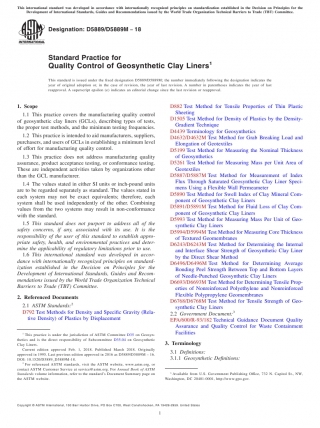 This international standard was developed in accordance with internationally recognized principles on standardization established in the Decision on Principles for the
Development of International Standards, Guides and Recommendations issued by the World Trade Organization Technical Barriers to Trade (TBT) Committee.
Designation: D5889/D5889M − 18
INTERNATIONAL
Standard Practice for
Quality Control of Geosynthetic Clay Liners1
This standard is issued under the fixed designation D5889/D5889M; the number immediately following the designation indicates the
year of original adoption or, in the case of revision, the year of last revision. A number in parentheses indicates the year of last
reapproval. A superscript epsilon (ε) indicates an editorial change since the last revision or reapproval.
1. Scope
1.1 This practice covers the manufacturing quality control
of geosynthetic clay liners (GCLs), describing types of tests,
the proper test methods, and the minimum testing frequencies.
1.2 This practice is intended to aid manufacturers, suppliers,
purchasers, and users of GCLs in establishing a minimum level
of effort for manufacturing quality control.
1.3 This practice does not address manufacturing quality
assurance, product acceptance testing, or conformance testing.
These are independent activities taken by organizations other
than the GCL manufacturer.
1.4 The values stated in either SI units or inch-pound units
are to be regarded separately as standard. The values stated in
each system may not be exact equivalents; therefore, each
system shall be used independently of the other. Combining
values from the two systems may result in non-conformance
with the standard.
1.5 This standard does not purport to address all of the
safety concerns, if any, associated with its use. It is the
responsibility of the user of this standard to establish appro-
priate safety, health, and environmental practices and deter-
mine the applicability of regulatory limitations prior to use.
1.6 This international standard was developed in accor-
dance with internationally recognized principles on standard-
ization established in the Decision on Principles for the
Development of International Standards, Guides and Recom-
mendations issued by the World Trade Organization Technical
Barriers to Trade (TBT) Committee.
2. Referenced Documents
2.1 ASTM Standards:2
D792 Test Methods for Density and Specific Gravity (Rela-
tive Density) of Plastics by Displacement
1 This practice is under the jurisdiction of ASTM Committee D35 on Geosyn-
thetics and is the direct responsibility of Subcommittee D35.04 on Geosynthetic
Clay Liners.
Current edition approved Feb. 1, 2018. Published March 2018. Originally
approved in 1995. Last previous edition approved in 2016 as D5889/D5889M – 16.
DOI: 10.1520/D5889_D5889M-18.
2 For referenced ASTM standards, visit the ASTM website, www.astm.org, or
contact ASTM Customer Service at service@astm.org. For Annual Book of ASTM
Standards volume information, refer to the standard's Document Summary page on
the ASTM website.
D882 Test Method for Tensile Properties of Thin Plastic
Sheeting
D1505 Test Method for Density of Plastics by the Density-
Gradient Technique
D4439 Terminology for Geosynthetics
D4632/D4632M Test Method for Grab Breaking Load and
Elongation of Geotextiles
D5199 Test Method for Measuring the Nominal Thickness
of Geosynthetics
D5261 Test Method for Measuring Mass per Unit Area of
Geotextiles
D5887/D5887M Test Method for Measurement of Index
Flux Through Saturated Geosynthetic Clay Liner Speci-
mens Using a Flexible Wall Permeameter
D5890 Test Method for Swell Index of Clay Mineral Com-
ponent of Geosynthetic Clay Liners
D5891/D5891M Test Method for Fluid Loss of Clay Com-
ponent of Geosynthetic Clay Liners
D5993 Test Method for Measuring Mass Per Unit of Geo-
synthetic Clay Liners
D5994/D5994M Test Method for Measuring Core Thickness
of Textured Geomembranes
D6243/D6243M Test Method for Determining the Internal
and Interface Shear Strength of Geosynthetic Clay Liner
by the Direct Shear Method
D6496/D6496M Test Method for Determining Average
Bonding Peel Strength Between Top and Bottom Layers
of Needle-Punched Geosynthetic Clay Liners
D6693/D6693M Test Method for Determining Tensile Prop-
erties of Nonreinforced Polyethylene and Nonreinforced
Flexible Polypropylene Geomembranes
D6768/D6768M Test Method for Tensile Strength of Geo-
synthetic Clay Liners
2.2 Government Document:3
EPA/600/R-93/182 Technical Guidance Document Quality
Assurance and Quality Control for Waste Containment
Facilities
3. Terminology
3.1 Definitions:
3.1.1 Geosynthetic Definitions:
3 Available from U.S. Government Publishing Office, 732 N. Capitol St., NW,
Washington, DC 20401-0001, http://www.gpo.gov.
Copyright © ASTM International, 100 Barr Harbor Drive, PO Box C700, West Conshohocken, PA 19428-2959. United States
1